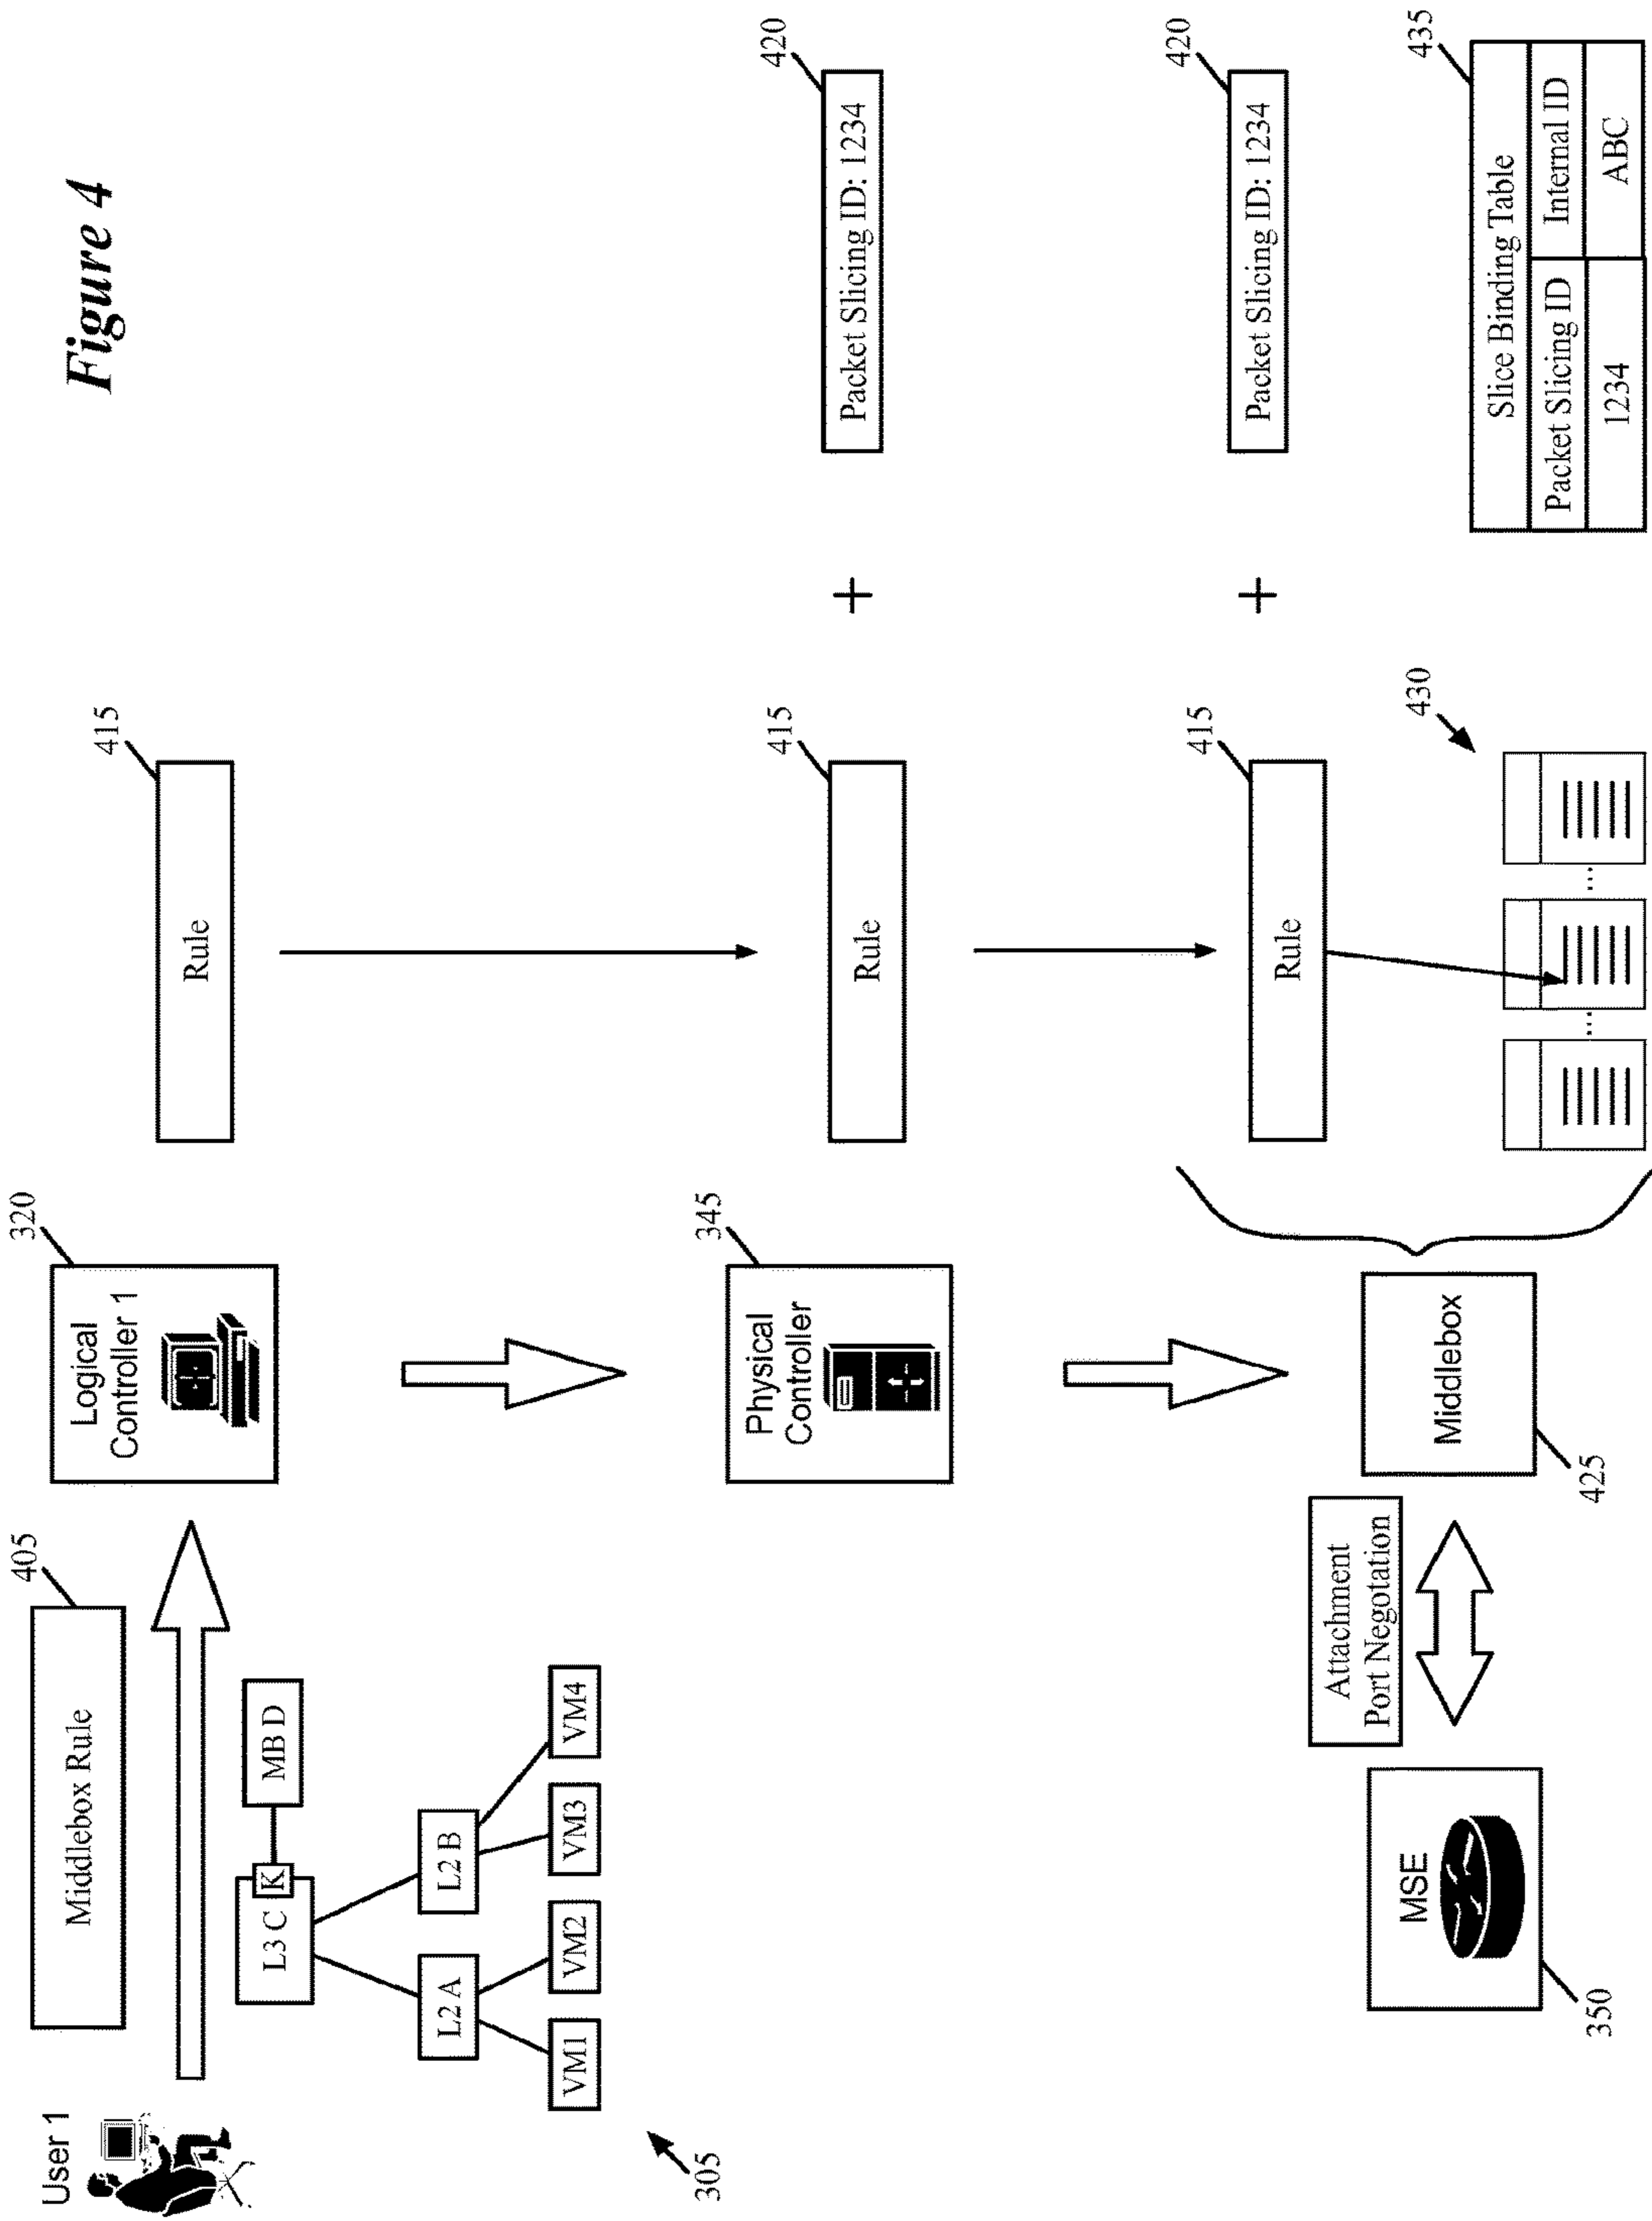 Figure 4
User 1
405
Middlebox Rule
320
Logical
Controller 1
415
Rule
L3 C
K
MB D
L2 A
L2 B
VM1
VM2
VM3
VM4
305
345
Physical
Controller
415
Rule
+
420
Packet Slicing ID: 1234
350
MSE
Attachment
Port Negotation
425
Middlebox
415
Rule
+
420
Packet Slicing ID: 1234
430
...
...
435
Slice Binding Table
Packet Slicing ID
Internal ID
1234
ABC